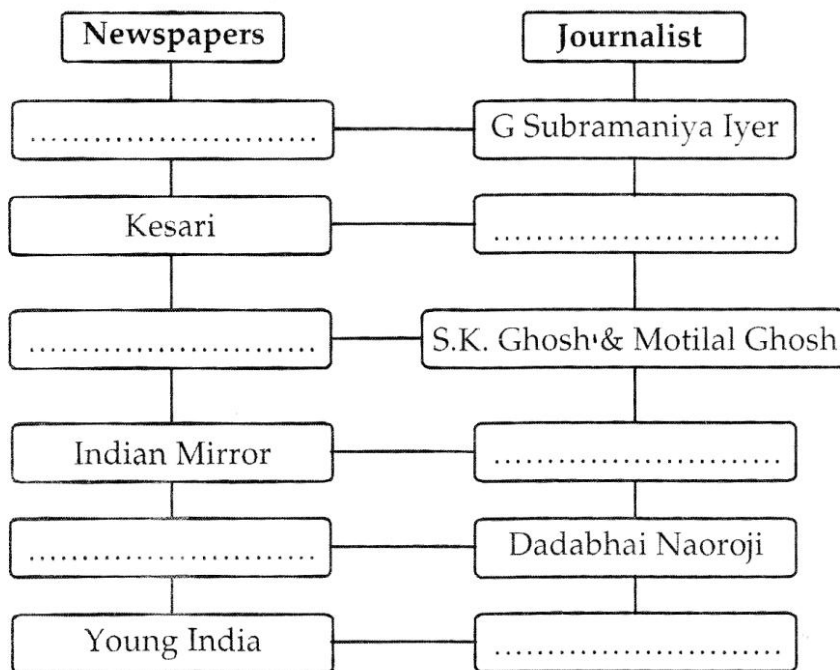 Newspapers Journalist
............................ G Subramaniya Iyer
Kesari ............................
............................ S.K. Ghosh & Motilal Ghosh
Indian Mirror ............................
............................ Dadabhai Naoroji
Young India ............................